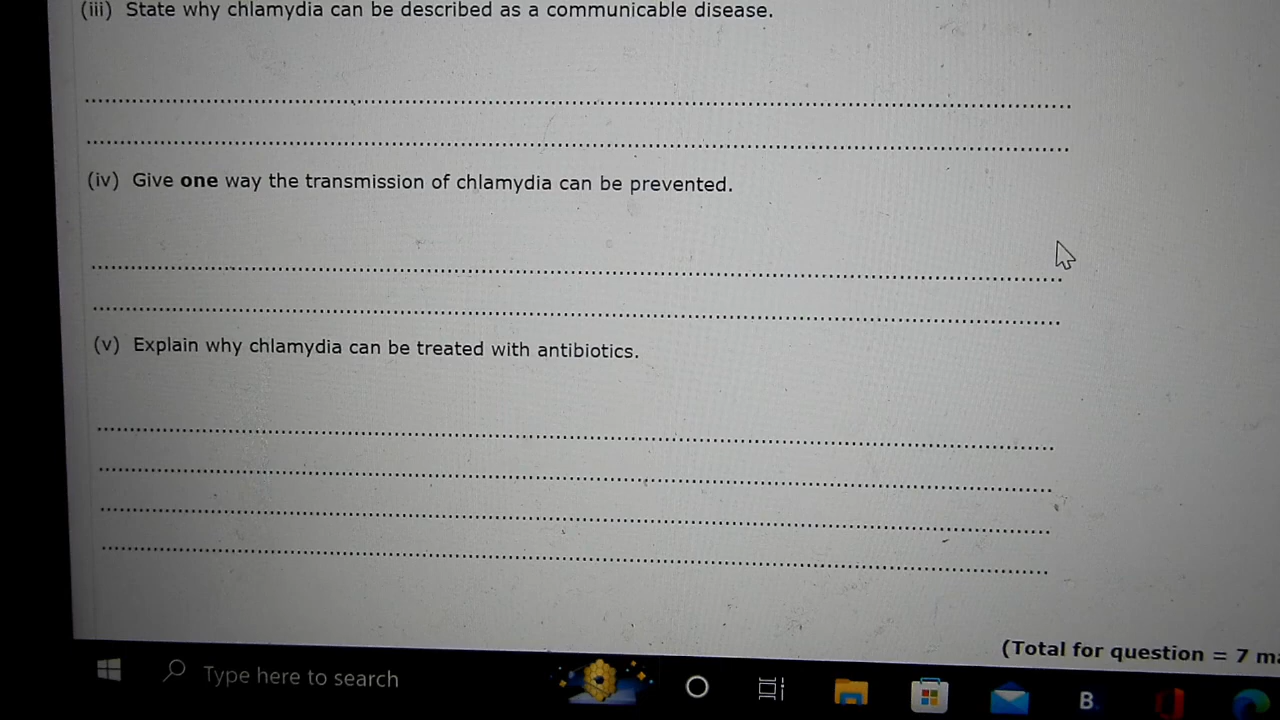 (iii) State why chlamydia can be described as a communicable disease.
(iv) Give one way the transmission of chlamydia can be prevented.
(v) Explain why chlamydia can be treated with antibiotics.
(Total for question = 7
Type here to search
B